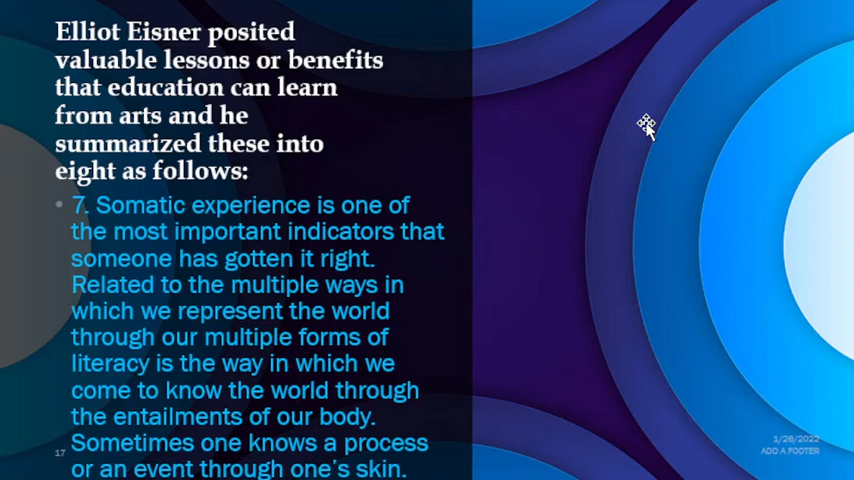 Elliot Eisner posited
valuable lessons or benefits
that education can learn
from arts and he
summarized these into
eight as follows:
• 7. Somatic experience is one of
the most important indicators that
someone has gotten it right.
Related to the multiple ways in
which we represent the world
through our multiple forms of
literacy is the way in which we
come to know the world through
the entailments of our body.
Sometimes one knows a process
or an event through one's skin.
17
1/26/2022
ADD A FOOTER